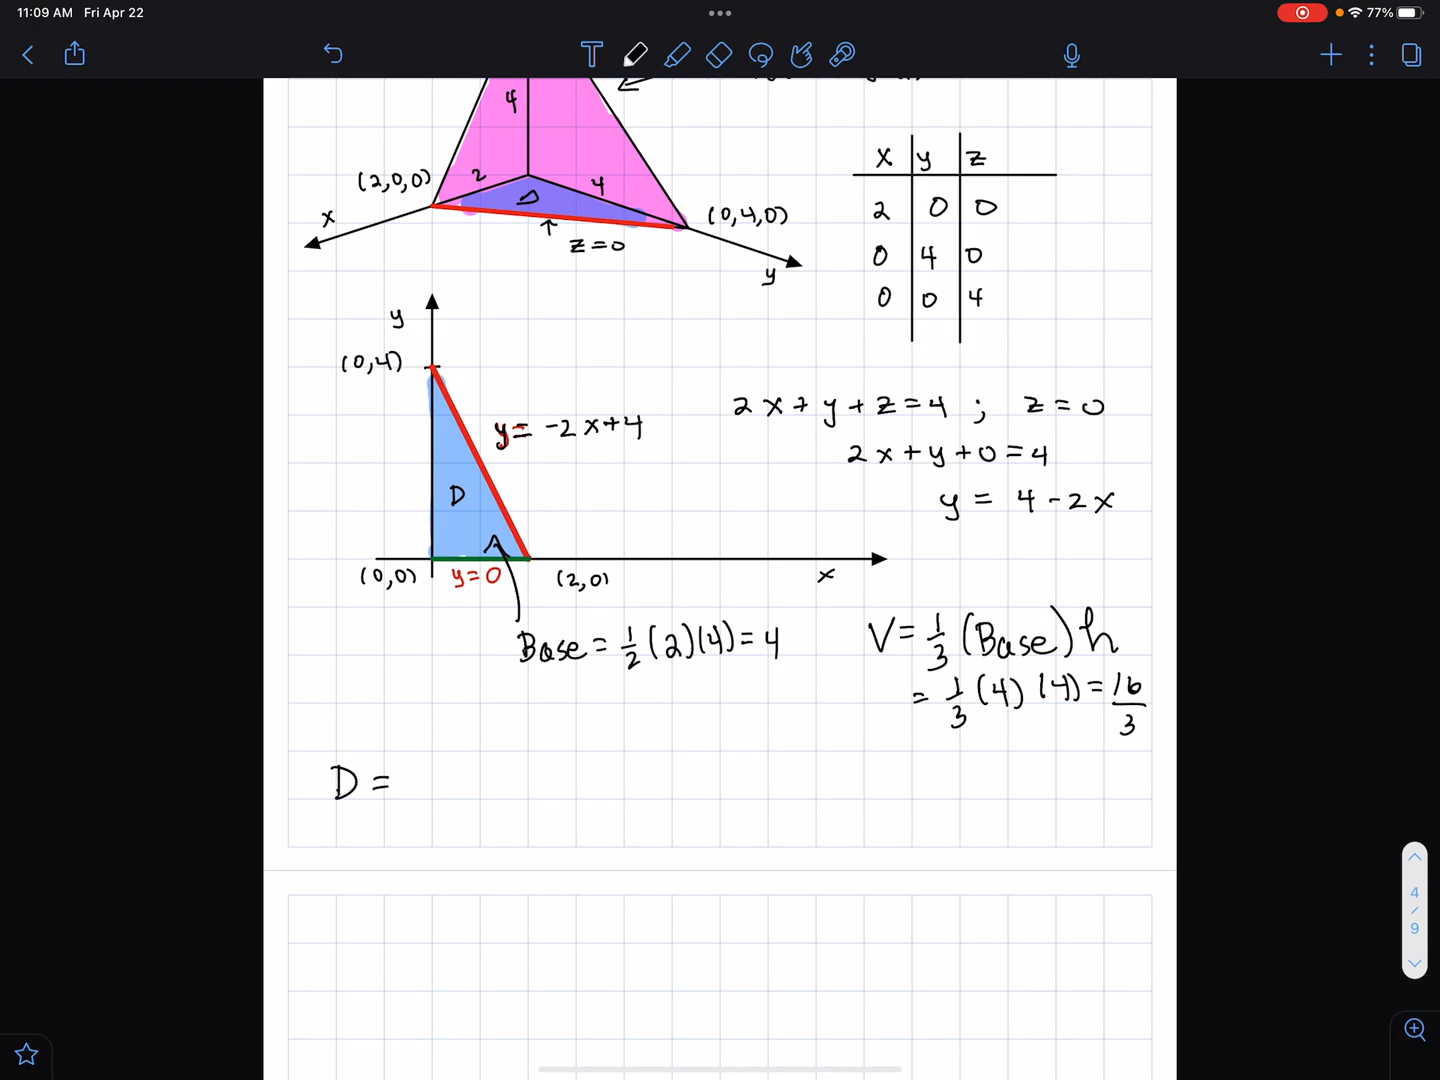 11:09 AM Fri Apr 22
77%
4
(2,0,0)
2
4
D
(0,4,0)
x
z=0
y
x y z
2 0 0
0 4 0
0 0 4
y
(0,4)
y= -2x+4
D
(0,0)
y=0
(2,0)
x
2x+y+z=4 ; z=0
2x+y+0=4
y = 4-2x
Base = 1/2 (2)(4) = 4
V = 1/3 (Base) h
= 1/3 (4) (4) = 16/3
D =
4
/
9